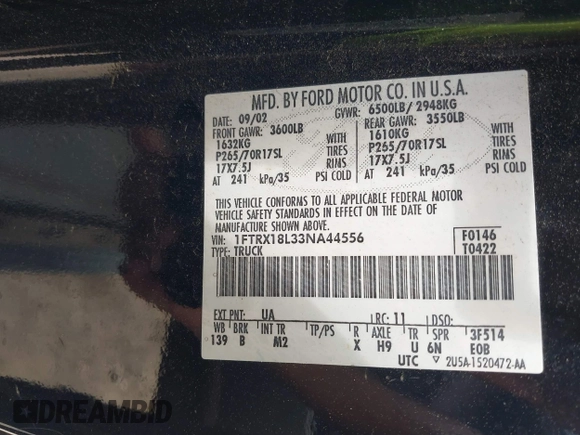 MFD. BY FORD MOTOR CO. IN U.S.A.
DATE: 09/02 GVWR: 6500LB/ 2948KG
FRONT GAWR: 3600LB REAR GAWR: 3550LB
1632KG WITH 1610KG WITH
P265/70R17SL TIRES P265/70R17SL TIRES
17X7.5J RIMS 17X7.5J RIMS
AT 241 kPa/35 PSI COLD AT 241 kPa/35 PSI COLD
THIS VEHICLE CONFORMS TO ALL APPLICABLE FEDERAL MOTOR
VEHICLE SAFETY STANDARDS IN EFFECT ON THE DATE OF
MANUFACTURE SHOWN ABOVE.
VIN: 1FTRX18L33NA44556 F0146
TYPE: TRUCK T0422
EXT PNT: UA RC: 11 DSO:
WB BRK INT TR TP/PS R AXLE TR SPR 3F514
139 B M2 X H9 U 6N EOB
UTC ▽ 2U5A-1520472-AA
DREAMBID